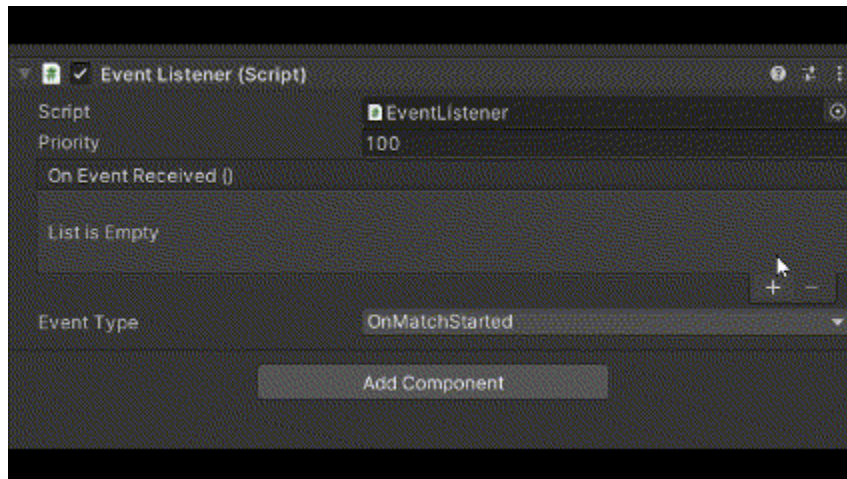 Event Listener (Script)
Script EventListener
Priority 100
On Event Received ()
List is Empty
+ −
Event Type OnMatchStarted
Add Component